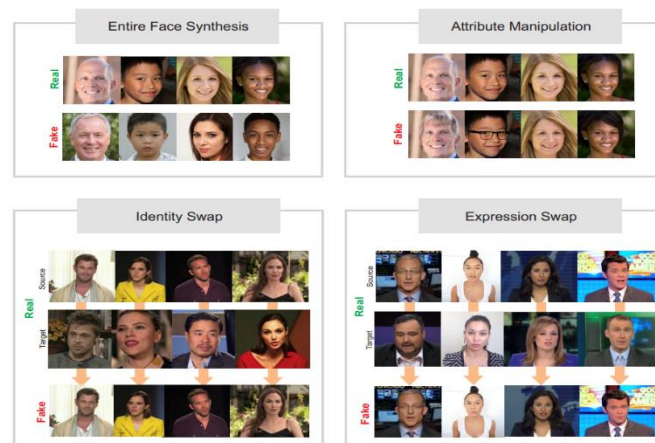 Entire Face Synthesis
Real
Fake
Attribute Manipulation
Real
Fake
Identity Swap
Real
Source
Target
Fake
Expression Swap
Real
Source
Target
Fake